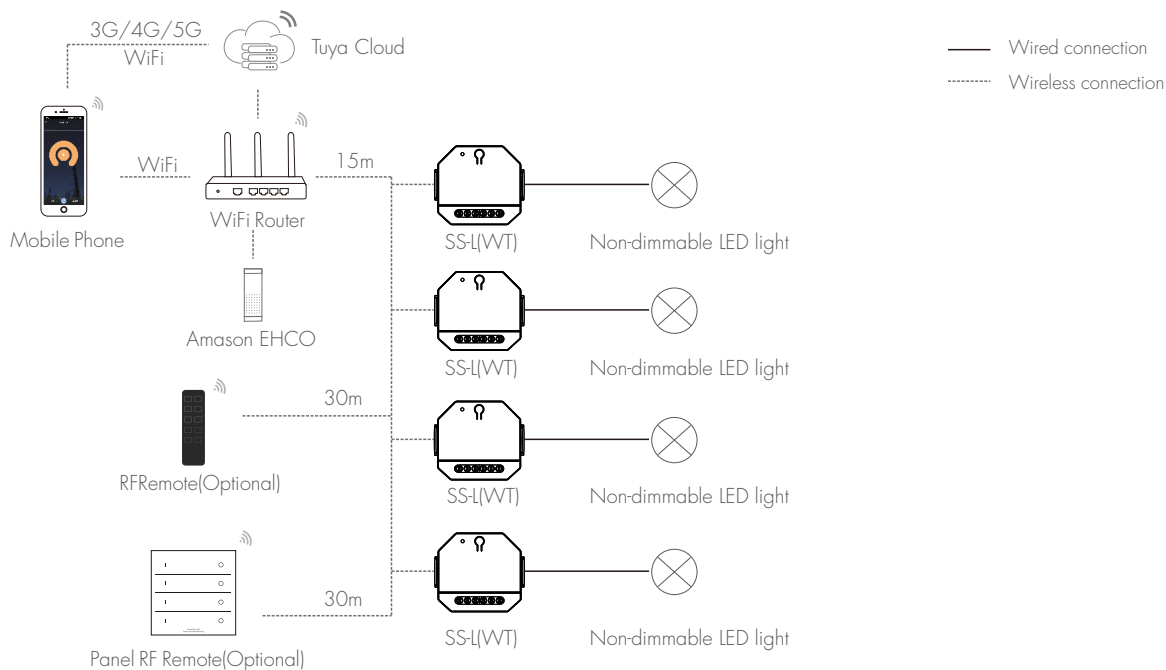 3G/4G/5G
WiFi
Tuya Cloud
Wired connection
Wireless connection
WiFi
15m
WiFi Router
Mobile Phone
SS-L(WT)
Non-dimmable LED light
Amason EHCO
SS-L(WT)
Non-dimmable LED light
30m
RFRemote(Optional)
SS-L(WT)
Non-dimmable LED light
30m
SS-L(WT)
Non-dimmable LED light
Panel RF Remote(Optional)